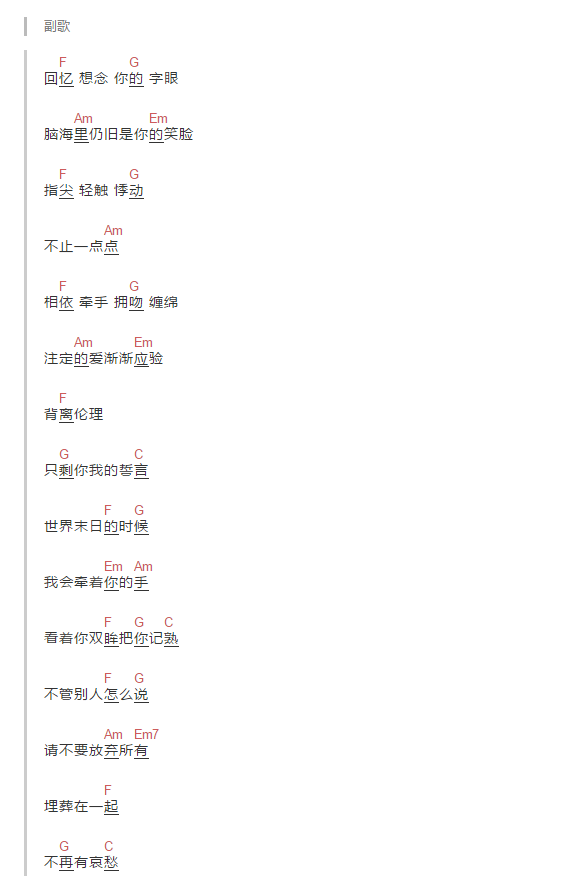 副歌
F G
回忆 想念 你的 字眼
Am Em
脑海里仍旧是你的笑脸
F G
指尖 轻触 悸动
Am
不止一点点
F G
相依 牵手 拥吻 缠绵
Am Em
注定的爱渐渐应验
F
背离伦理
G C
只剩你我的誓言
F G
世界末日的时候
Em Am
我会牵着你的手
F G C
看着你双眸把你记熟
F G
不管别人怎么说
Am Em7
请不要放弃所有
F
埋葬在一起
G C
不再有哀愁